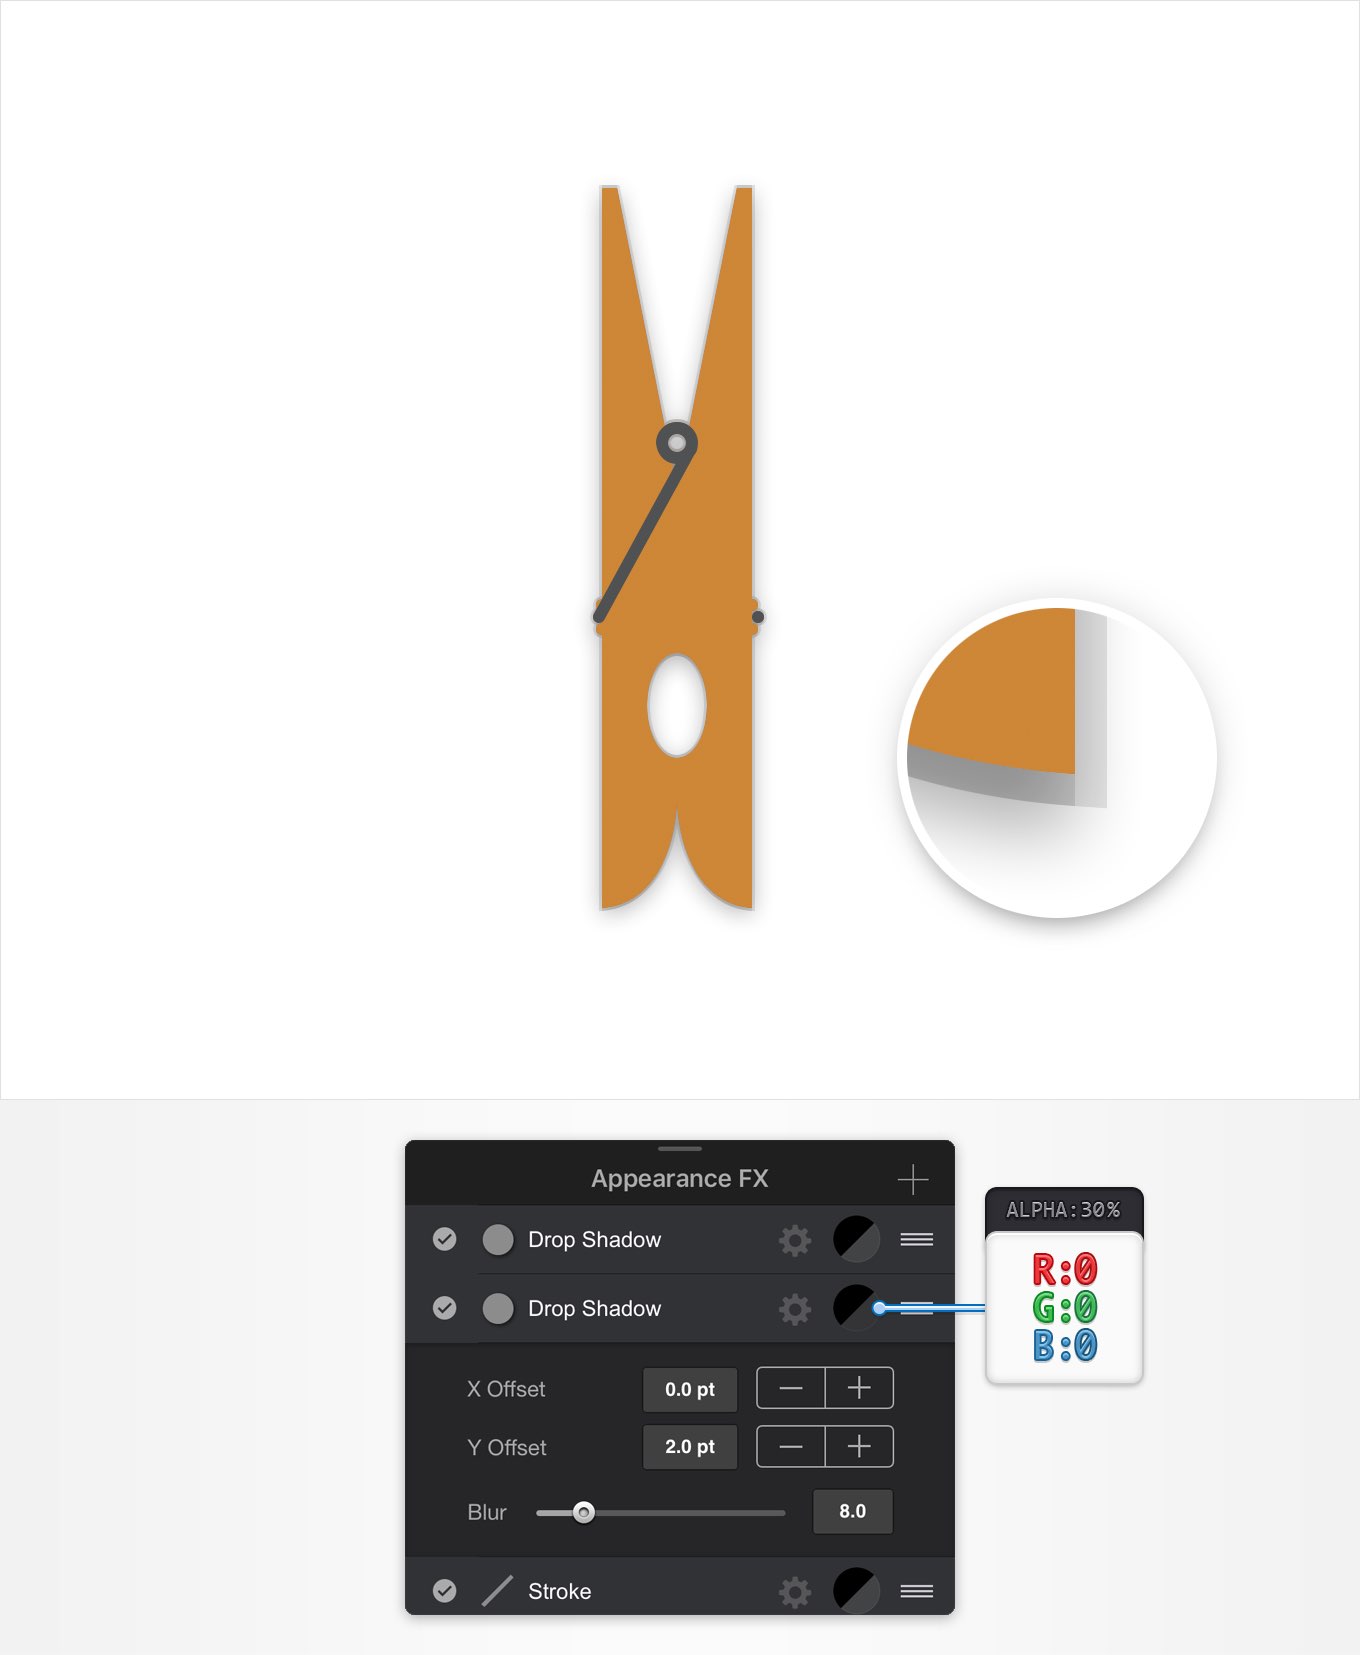 Appearance FX
Drop Shadow
ALPHA:30%
Drop Shadow
R:0
G:0
B:0
X Offset 0.0 pt
Y Offset 2.0 pt
Blur 8.0
Stroke